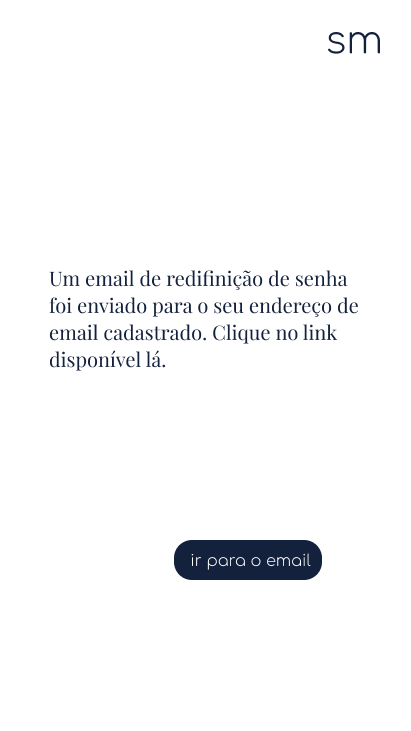 sm
Um email de redifinição de senha
foi enviado para o seu endereço de
email cadastrado. Clique no link
disponível lá.
ir para o email